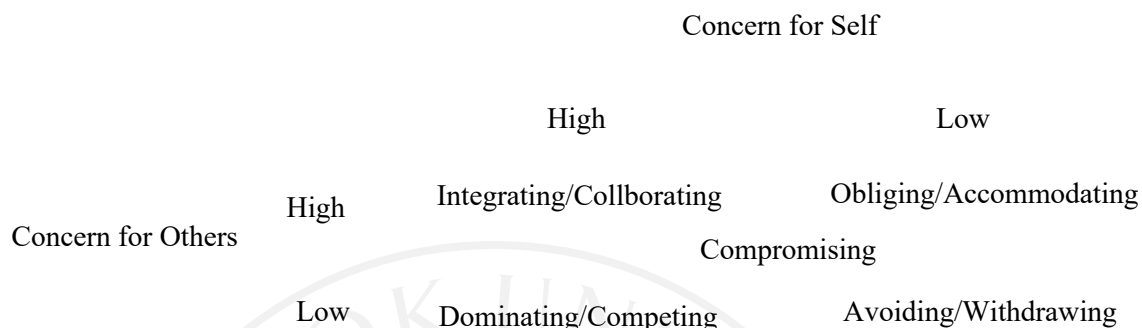 Concern for Self
High Low
Integrating/Collborating Obliging/Accommodating
High
Concern for Others
Compromising
Low Dominating/Competing Avoiding/Withdrawing